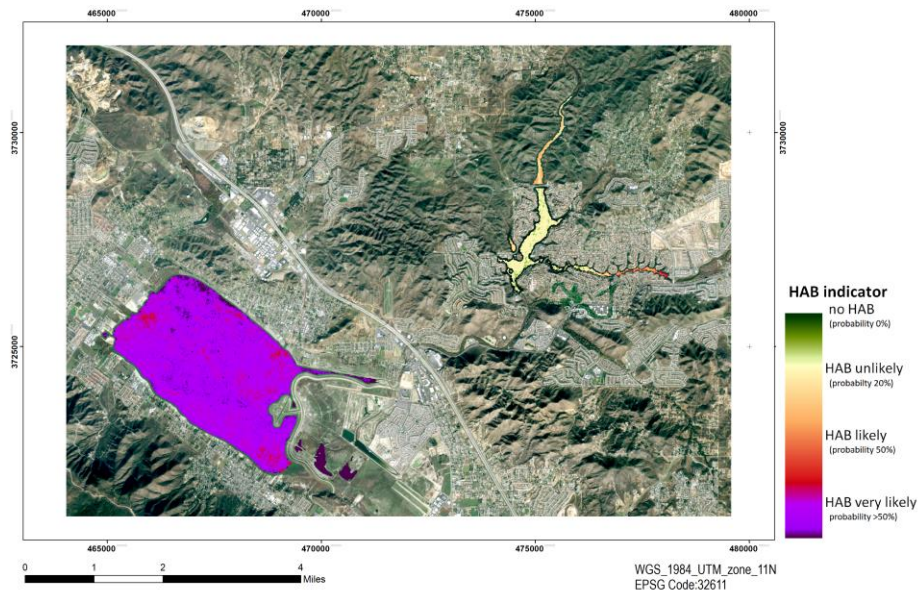 465000 470000 475000 480000
3730000 3730000
3725000 3725000
HAB indicator
no HAB
(probability 0%)
HAB unlikely
(probabilty 20%)
HAB likely
(probability 50%)
HAB very likely
probability >50%)
465000 470000 475000 480000
0 1 2 4
Miles
WGS_1984_UTM_zone_11N
EPSG Code:32611